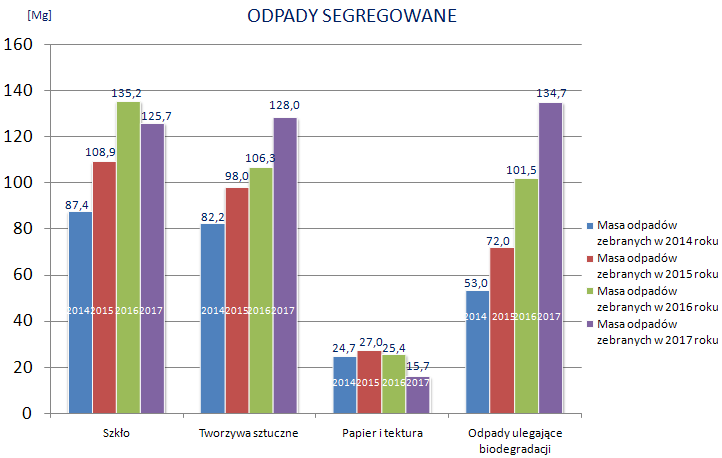 [Mg]
ODPADY SEGREGOWANE
160
140
120
100
80
60
40
20
0
87,4
108,9
135,2
125,7
82,2
98,0
106,3
128,0
24,7
27,0
25,4
15,7
53,0
72,0
101,5
134,7
2014 2015 2016 2017
2014 2015 2016 2017
2014 2015 2016 2017
2014 2015 2016 2017
Szkło
Tworzywa sztuczne
Papier i tektura
Odpady ulegające
biodegradacji
Masa odpadów
zebranych w 2014 roku
Masa odpadów
zebranych w 2015 roku
Masa odpadów
zebranych w 2016 roku
Masa odpadów
zebranych w 2017 roku